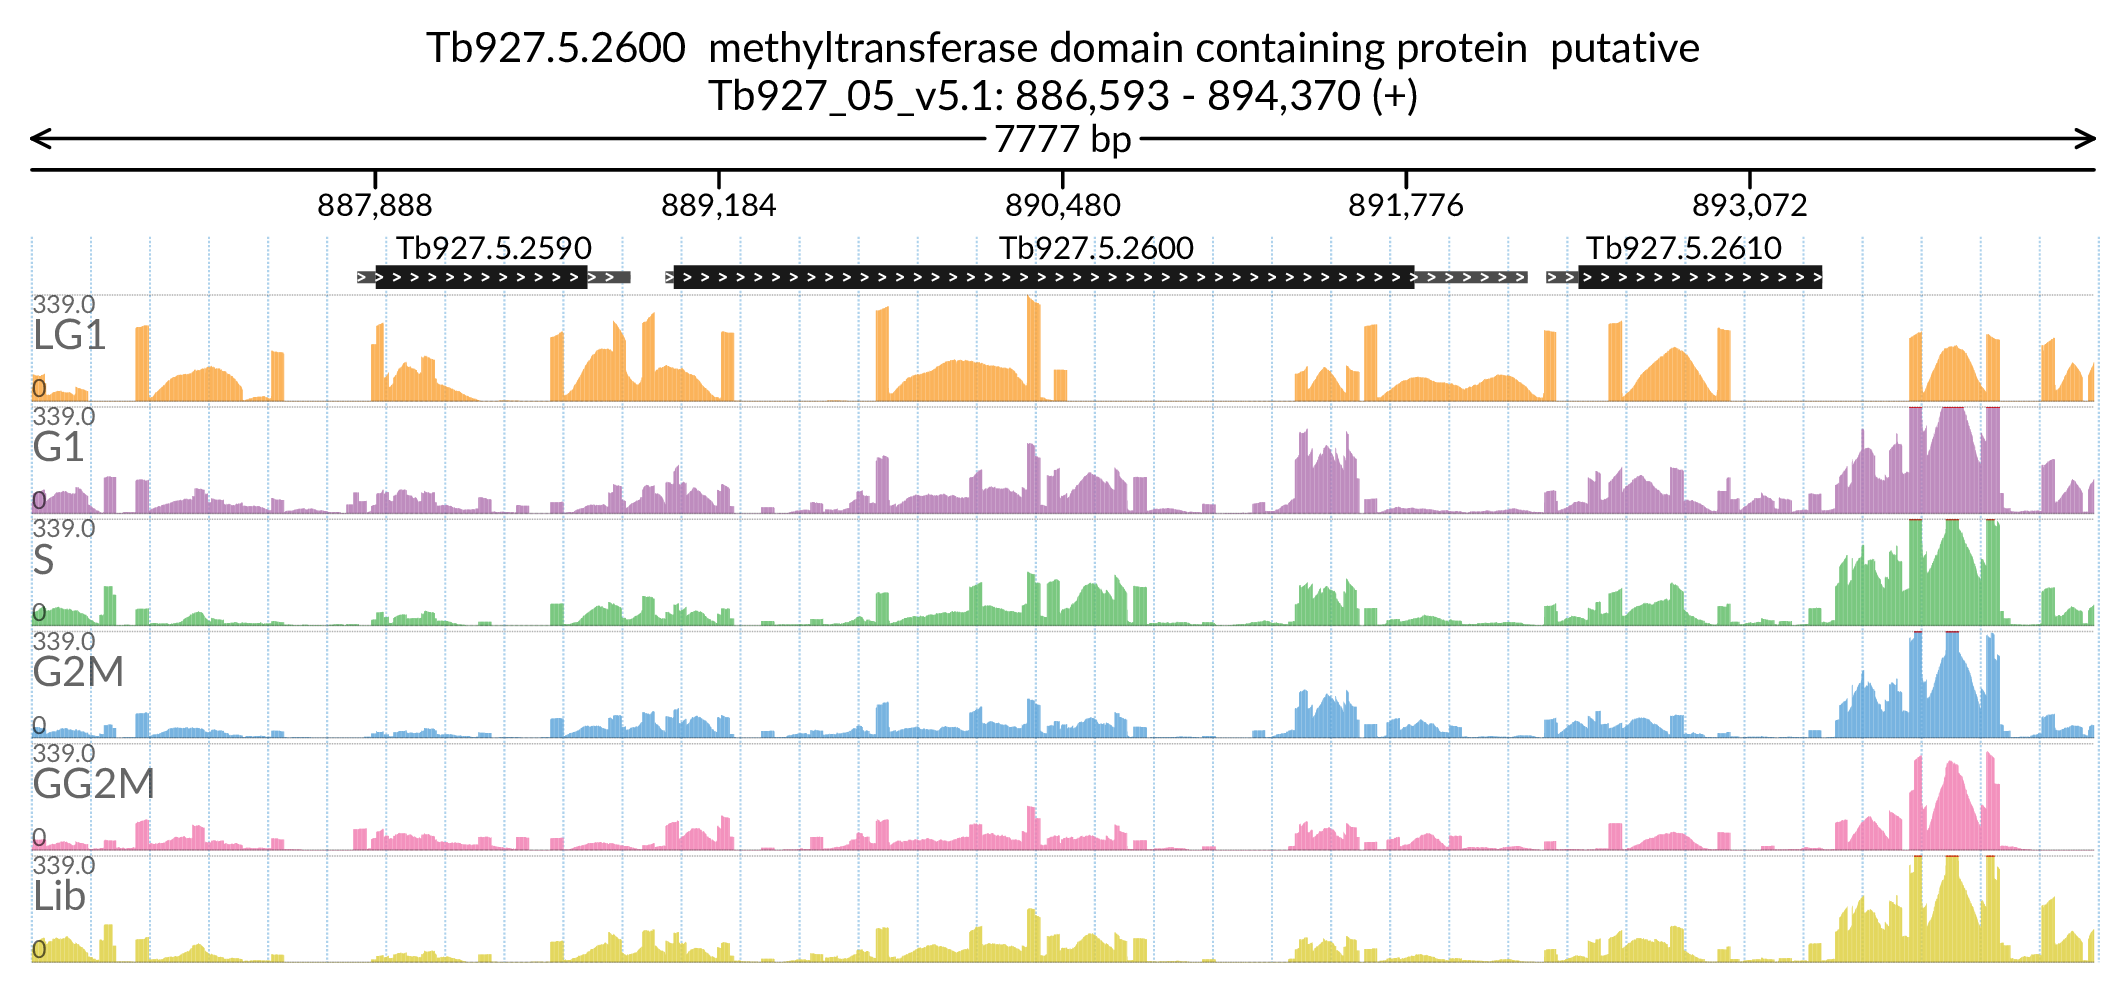 Tb927.5.2600  methyltransferase domain containing protein  putative
Tb927_05_v5.1: 886,593 - 894,370 (+)
7777 bp
887,888 889,184 890,480 891,776 893,072
Tb927.5.2590 Tb927.5.2600 Tb927.5.2610
339.0
LG1
0
339.0
G1
0
339.0
S
0
339.0
G2M
0
339.0
GG2M
0
339.0
Lib
0